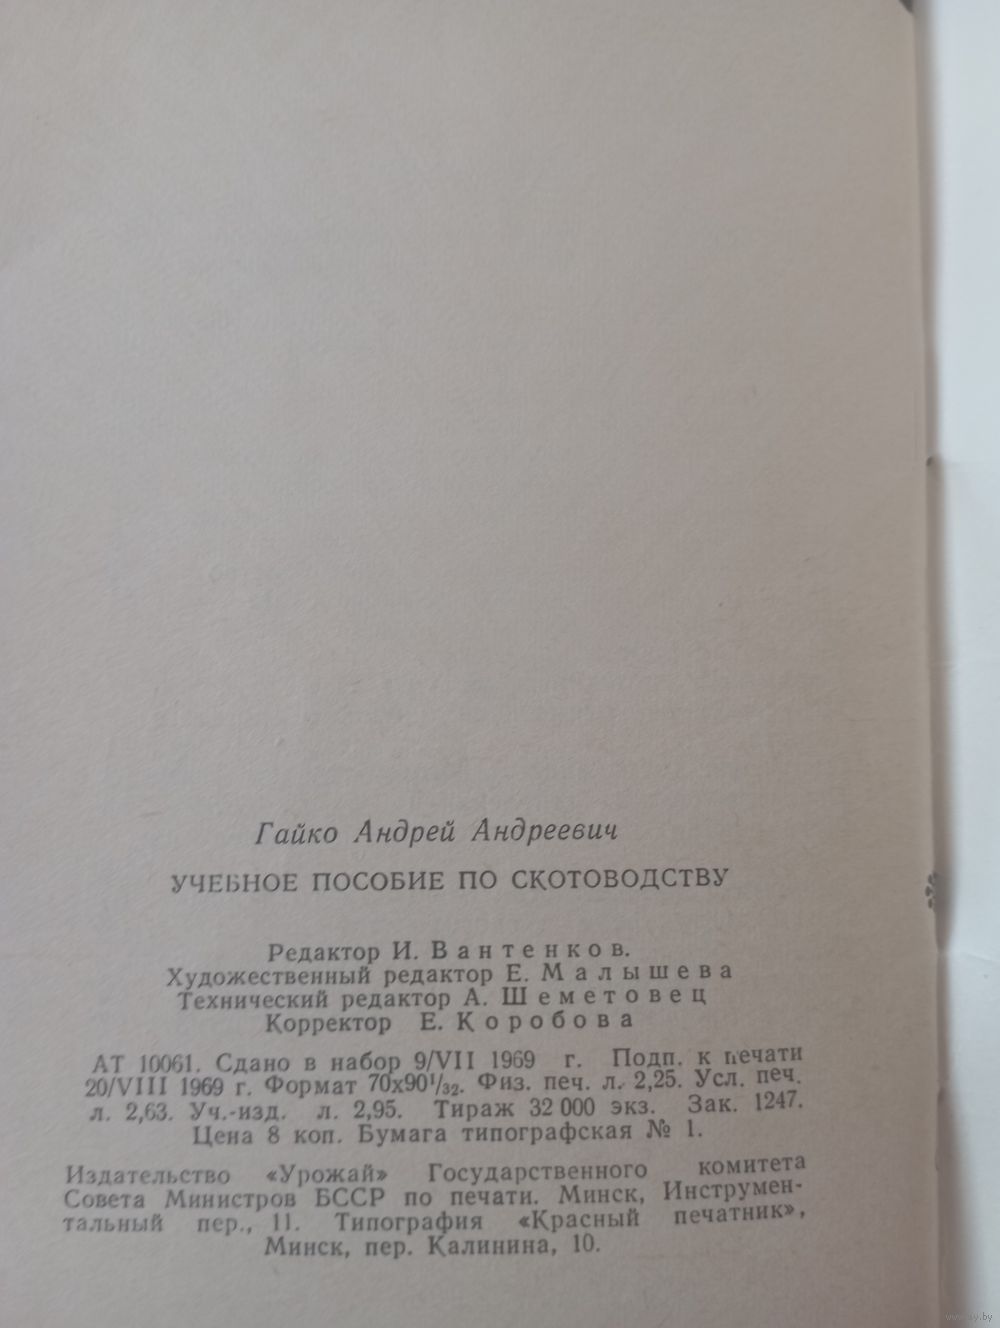 Гайко Андрей Андреевич
УЧЕБНОЕ ПОСОБИЕ ПО СКОТОВОДСТВУ
Редактор И. Вантенков.
Художественный редактор Е. Малышева
Технический редактор А. Шеметовец
Корректор Е. Коробова
АТ 10061. Сдано в набор 9/VII 1969 г. Подп. к печати
20/VIII 1969 г. Формат 70х90¹/₃₂. Физ. печ. л. 2,25. Усл. печ.
л. 2,63. Уч.-изд. л. 2,95. Тираж 32 000 экз. Зак. 1247.
Цена 8 коп. Бумага типографская № 1.
Издательство «Урожай» Государственного комитета
Совета Министров БССР по печати. Минск, Инструмен-
тальный пер., 11. Типография «Красный печатник»,
Минск, пер. Калинина, 10.